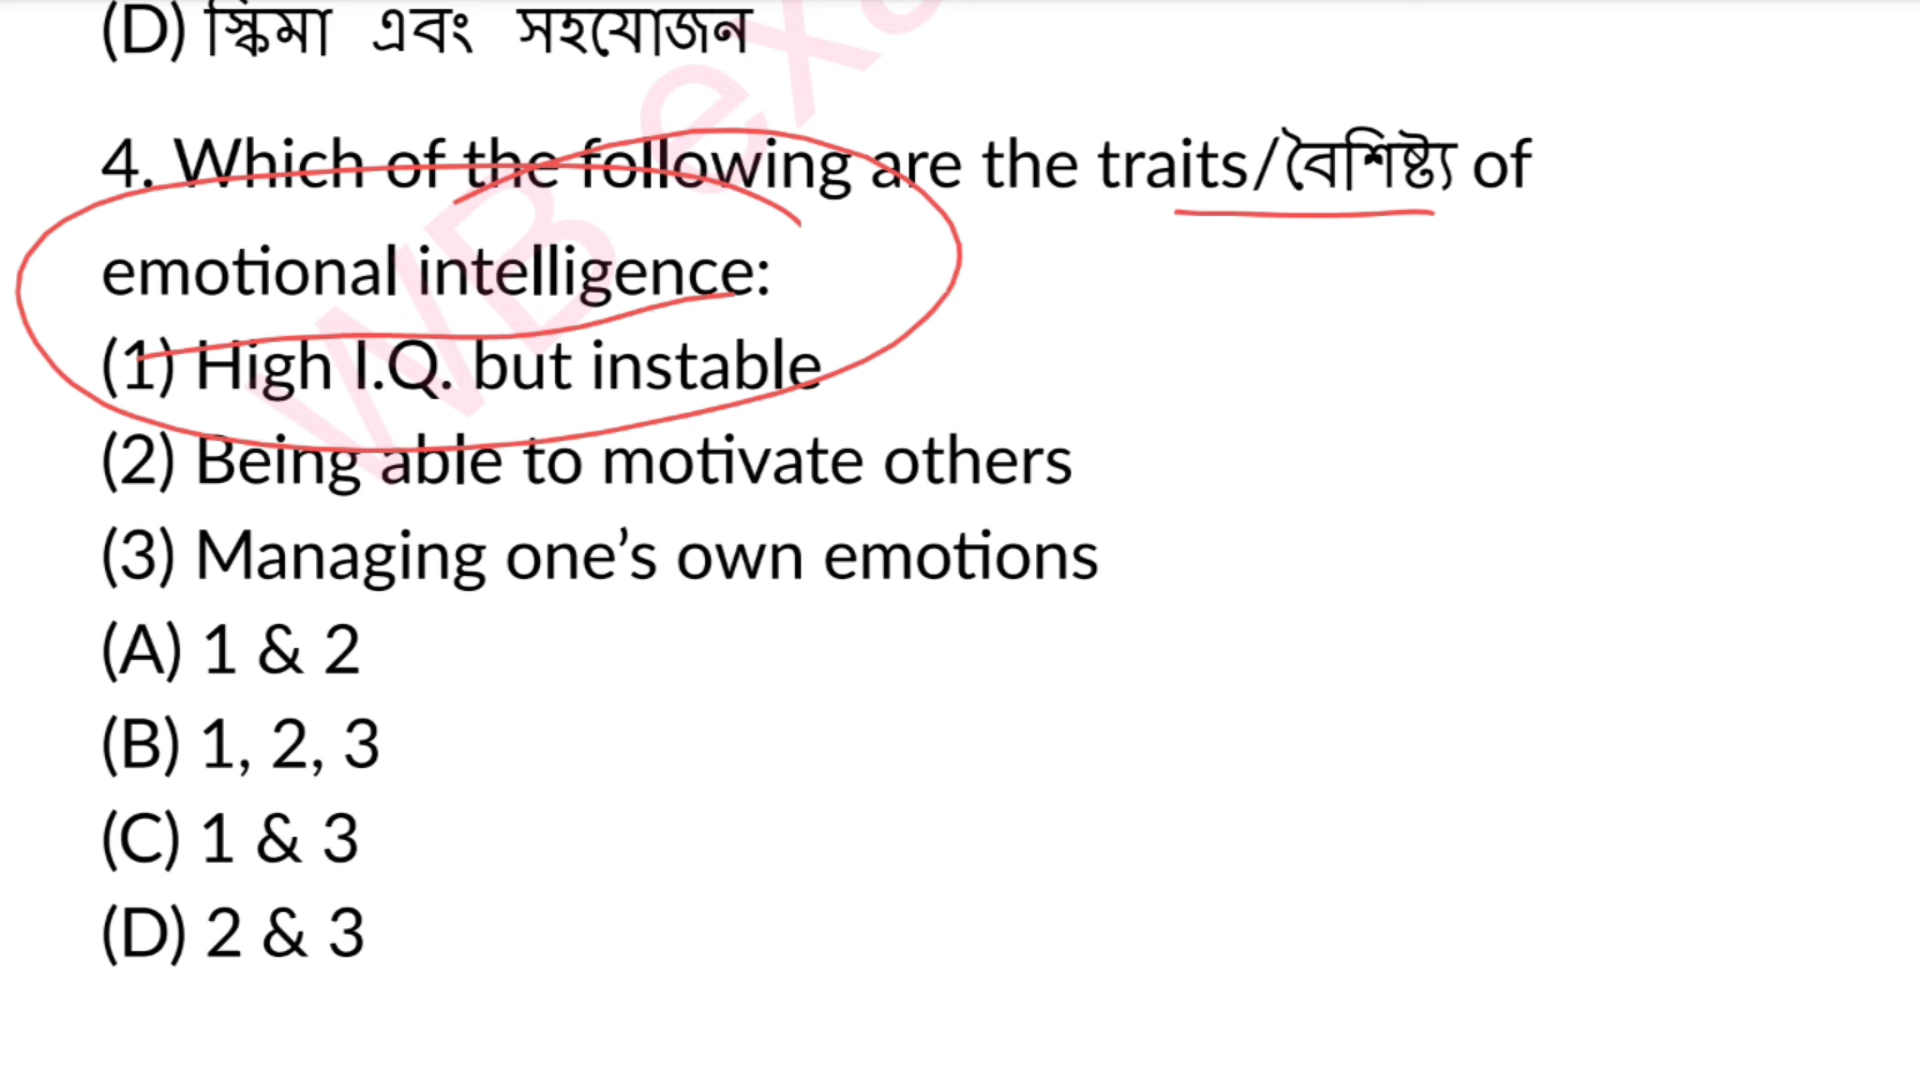 (D) স্কিমা এবং সহযোজন
4. Which of the following are the traits/বৈশিষ্ট্য of
emotional intelligence:
(1) High I.Q. but instable
(2) Being able to motivate others
(3) Managing one’s own emotions
(A) 1 & 2
(B) 1, 2, 3
(C) 1 & 3
(D) 2 & 3
WB exa